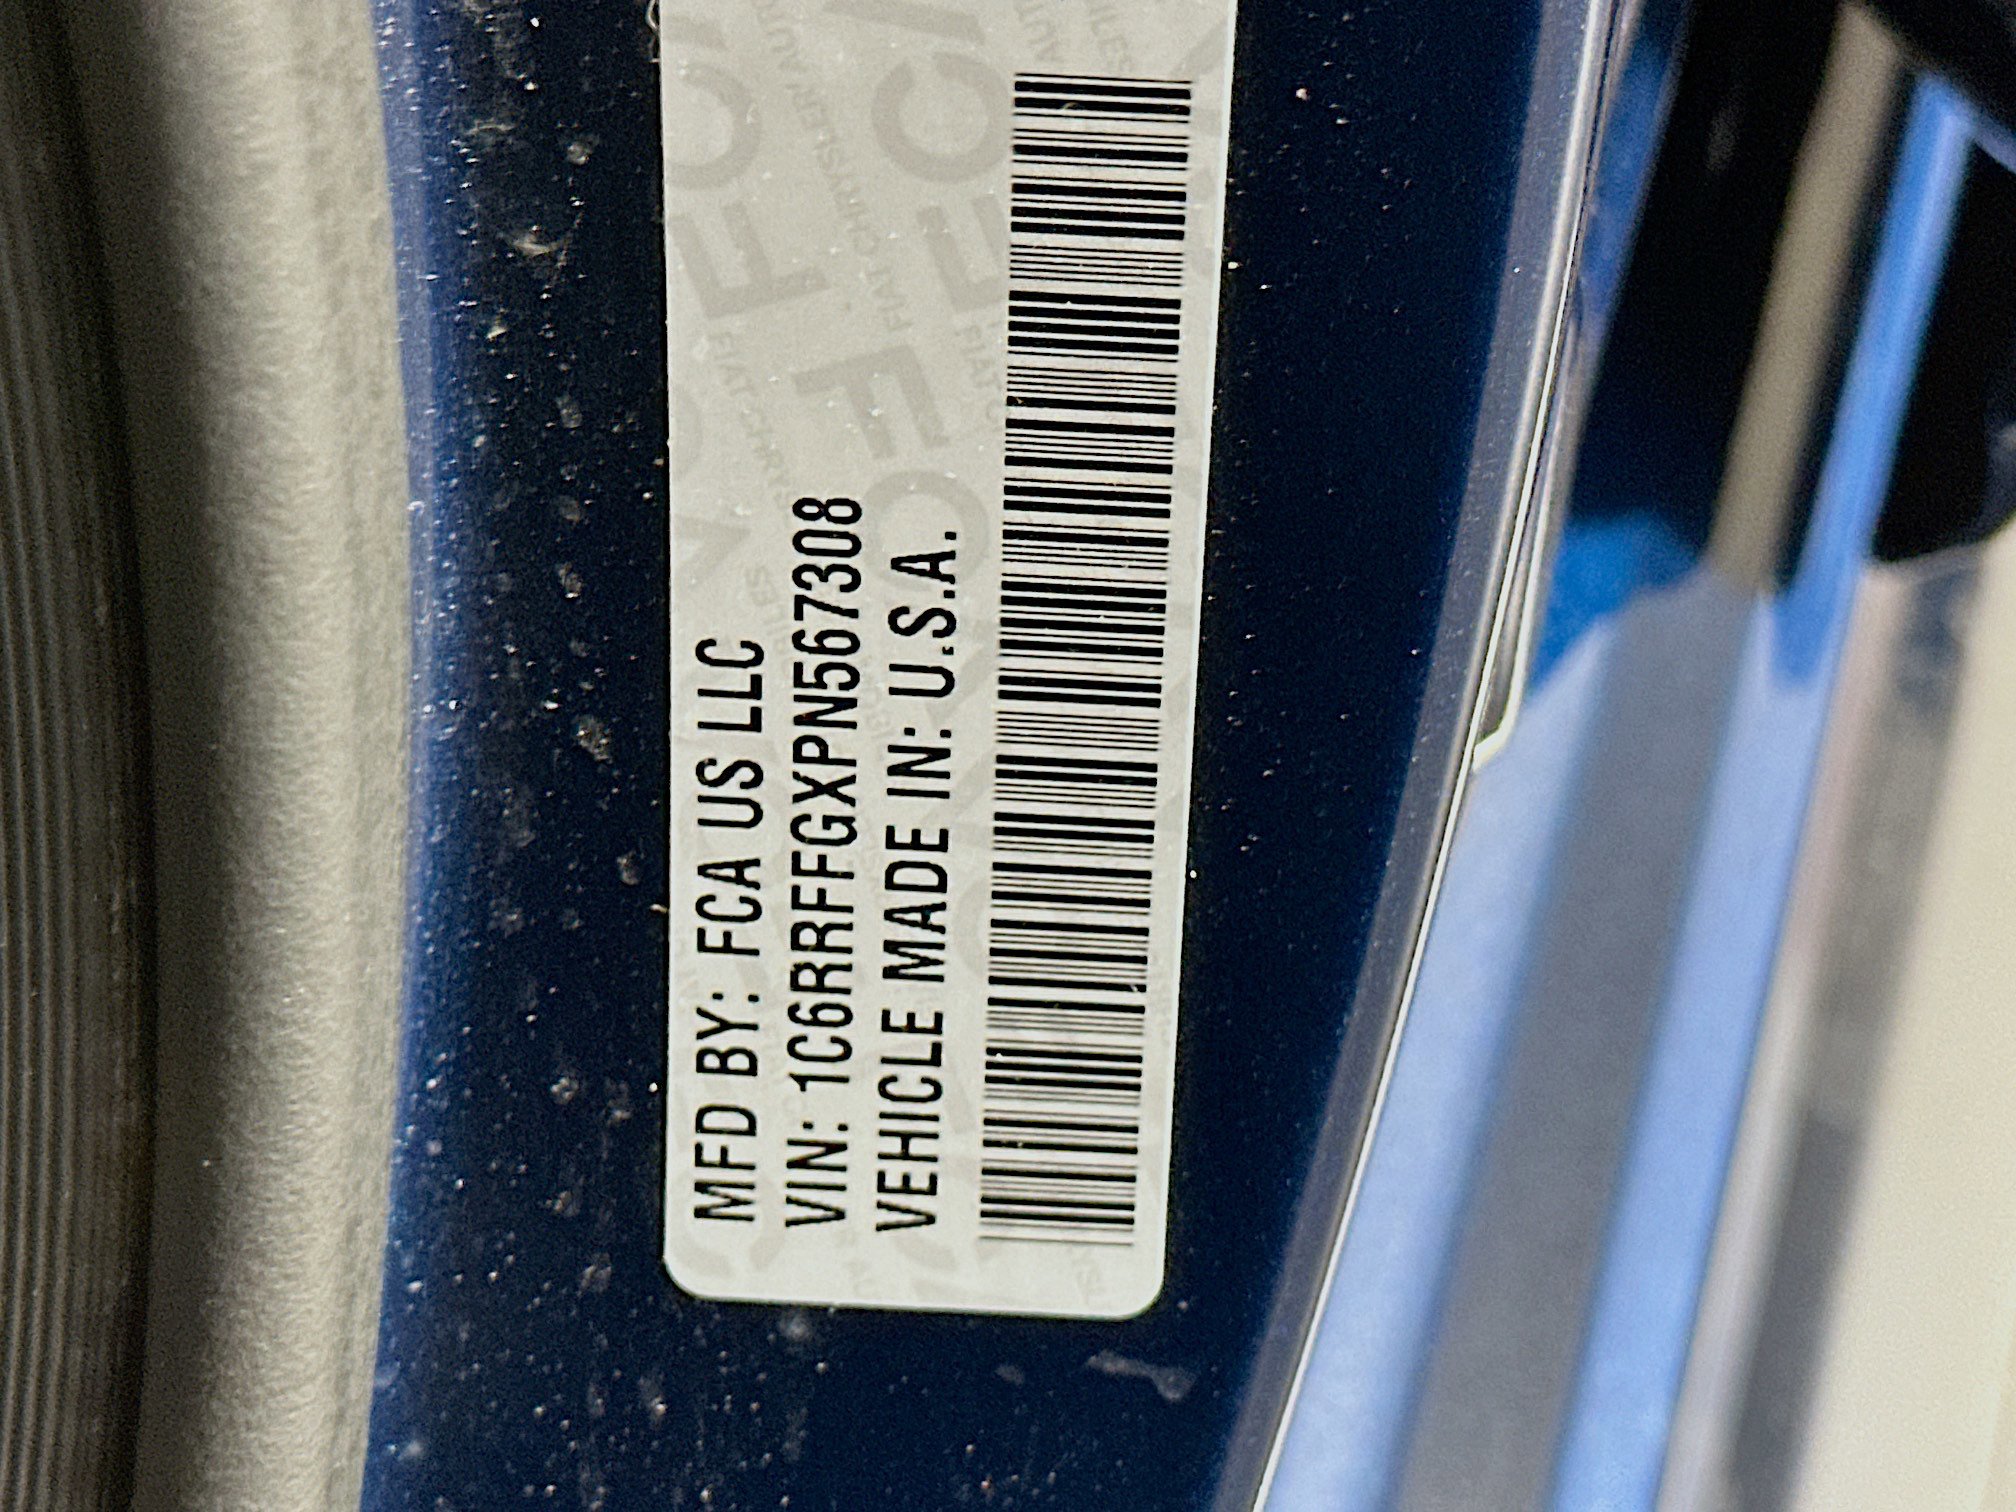 MFD BY: FCA US LLC
VIN: 1C6RRFFGXPN567308
VEHICLE MADE IN: U.S.A.